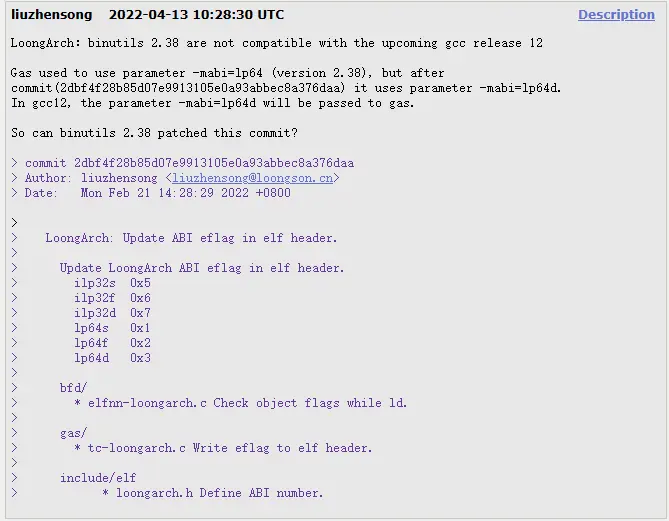 liuzhensong 2022-04-13 10:28:30 UTC Description
LoongArch: binutils 2.38 are not compatible with the upcoming gcc release 12
Gas used to use parameter -mabi=lp64 (version 2.38), but after
commit(2dbf4f28b85d07e9913105e0a93abbec8a376daa) it uses parameter -mabi=lp64d.
In gcc12, the parameter -mabi=lp64d will be passed to gas.
So can binutils 2.38 patched this commit?
> commit 2dbf4f28b85d07e9913105e0a93abbec8a376daa
> Author: liuzhensong <liuzhensong@loongson.cn>
> Date:   Mon Feb 21 14:28:29 2022 +0800
>
>    LoongArch: Update ABI eflag in elf header.
>
>      Update LoongArch ABI eflag in elf header.
>        ilp32s  0x5
>        ilp32f  0x6
>        ilp32d  0x7
>        lp64s   0x1
>        lp64f   0x2
>        lp64d   0x3
>
>      bfd/
>        * elfnn-loongarch.c Check object flags while ld.
>
>      gas/
>        * tc-loongarch.c Write eflag to elf header.
>
>      include/elf
>            * loongarch.h Define ABI number.